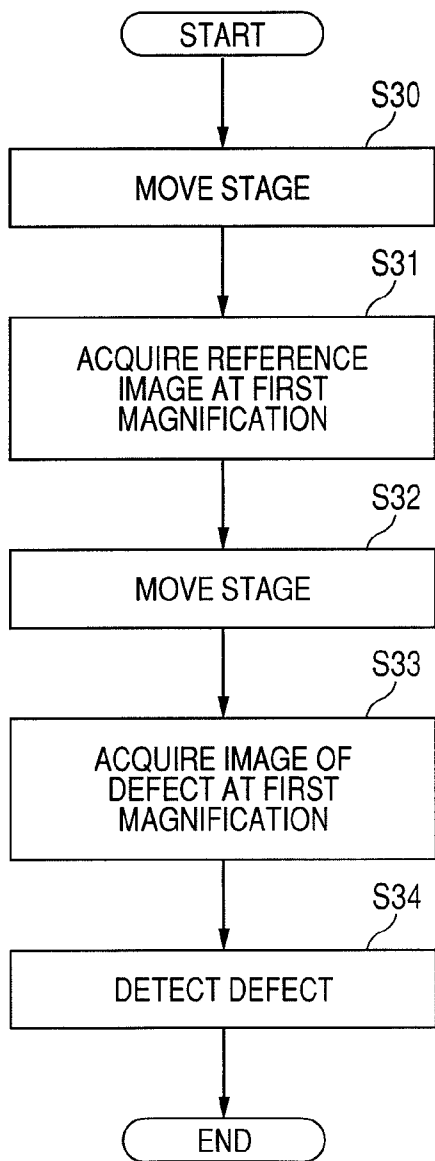 START
S30
MOVE STAGE
S31
ACQUIRE REFERENCE
IMAGE AT FIRST
MAGNIFICATION
S32
MOVE STAGE
S33
ACQUIRE IMAGE OF
DEFECT AT FIRST
MAGNIFICATION
S34
DETECT DEFECT
END